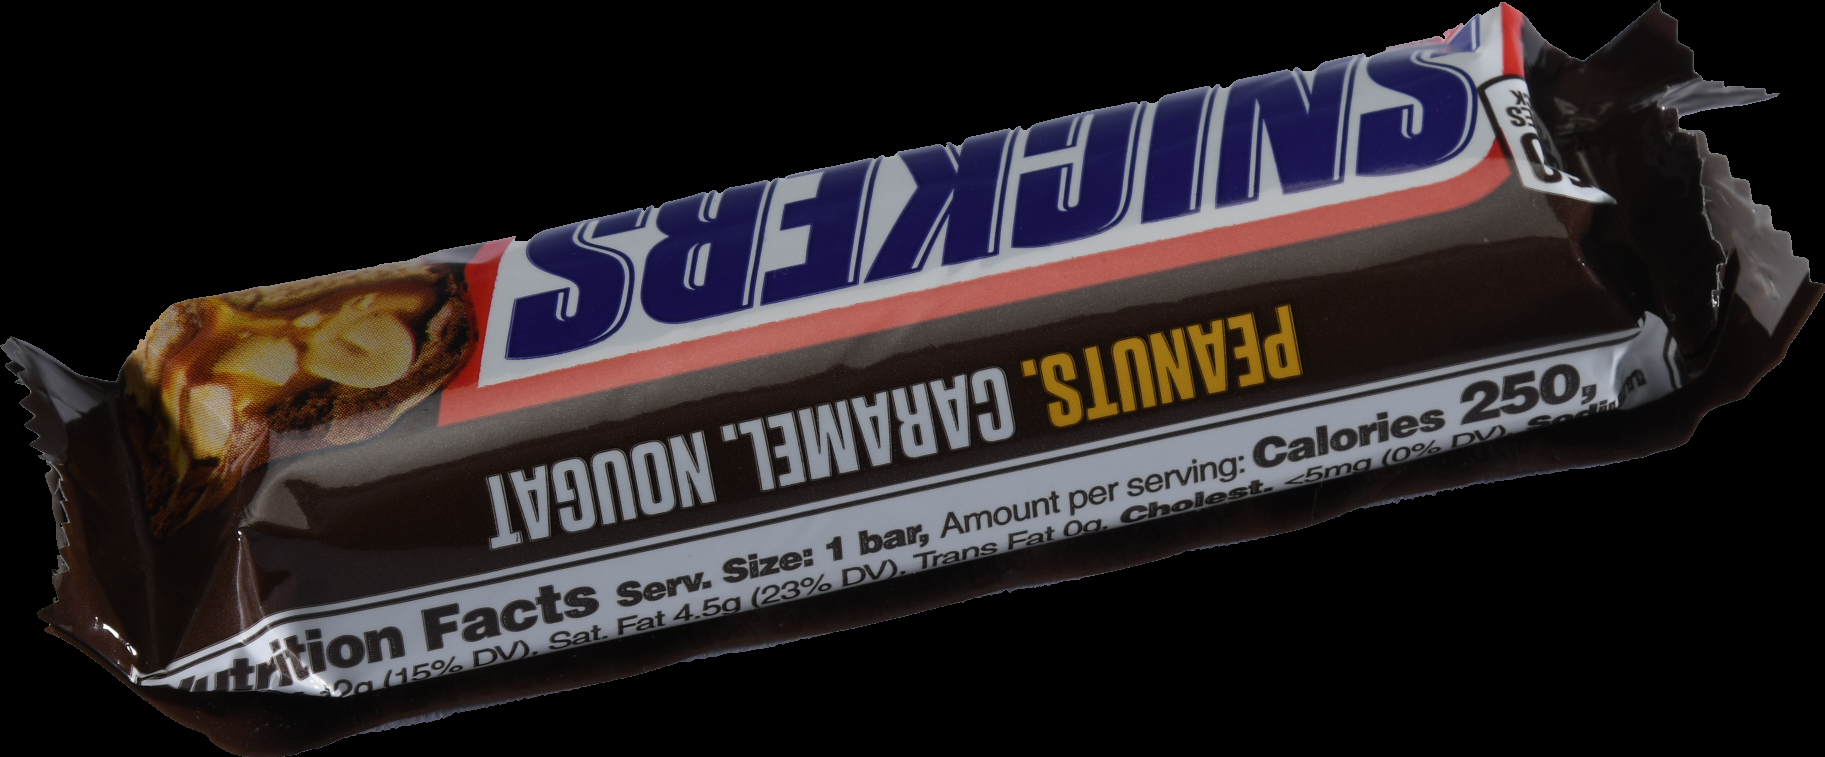 SNICKERS
PEANUTS. CARAMEL. NOUGAT
Nutrition Facts Serv. Size: 1 bar, Amount per serving: Calories 250,
(15% DV), Sat. Fat 4.5g (23% DV), Trans Fat 0g, Cholest. <5mg (0% DV),